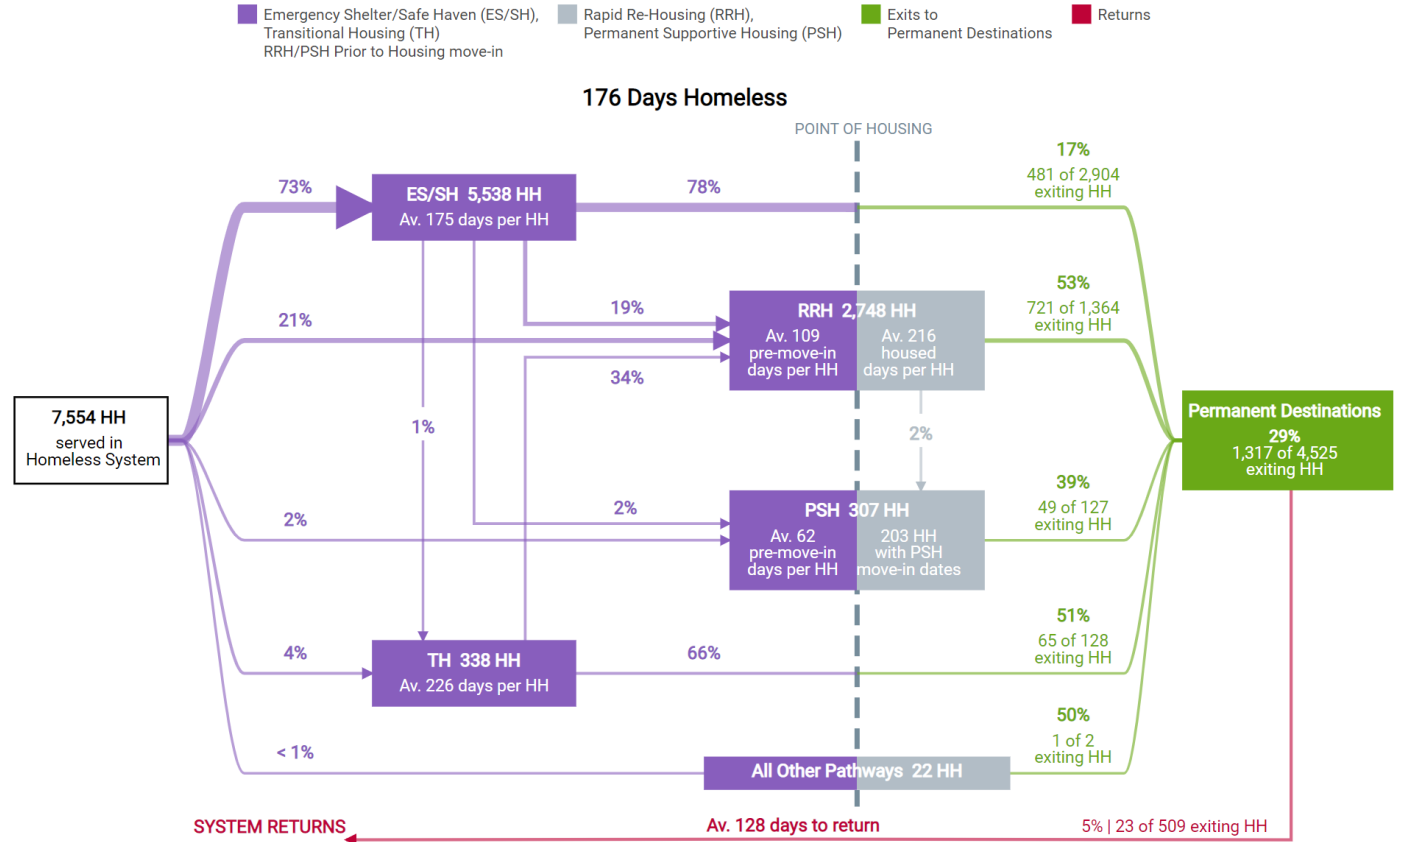 Emergency Shelter/Safe Haven (ES/SH),
Transitional Housing (TH)
RRH/PSH Prior to Housing move-in
Rapid Re-Housing (RRH),
Permanent Supportive Housing (PSH)
Exits to
Permanent Destinations
Returns
176 Days Homeless
POINT OF HOUSING
73%
ES/SH 5,538 HH
Av. 175 days per HH
78%
17%
481 of 2,904
exiting HH
21%
19%
34%
RRH 2,748 HH
Av. 109
pre-move-in
days per HH
Av. 216
housed
days per HH
53%
721 of 1,364
exiting HH
7,554 HH
served in
Homeless System
1%
2%
Permanent Destinations
29%
1,317 of 4,525
exiting HH
2%
2%
PSH 307 HH
Av. 62
pre-move-in
days per HH
203 HH
with PSH
move-in dates
39%
49 of 127
exiting HH
4%
TH 338 HH
Av. 226 days per HH
66%
51%
65 of 128
exiting HH
< 1%
All Other Pathways 22 HH
50%
1 of 2
exiting HH
SYSTEM RETURNS
Av. 128 days to return
5% | 23 of 509 exiting HH